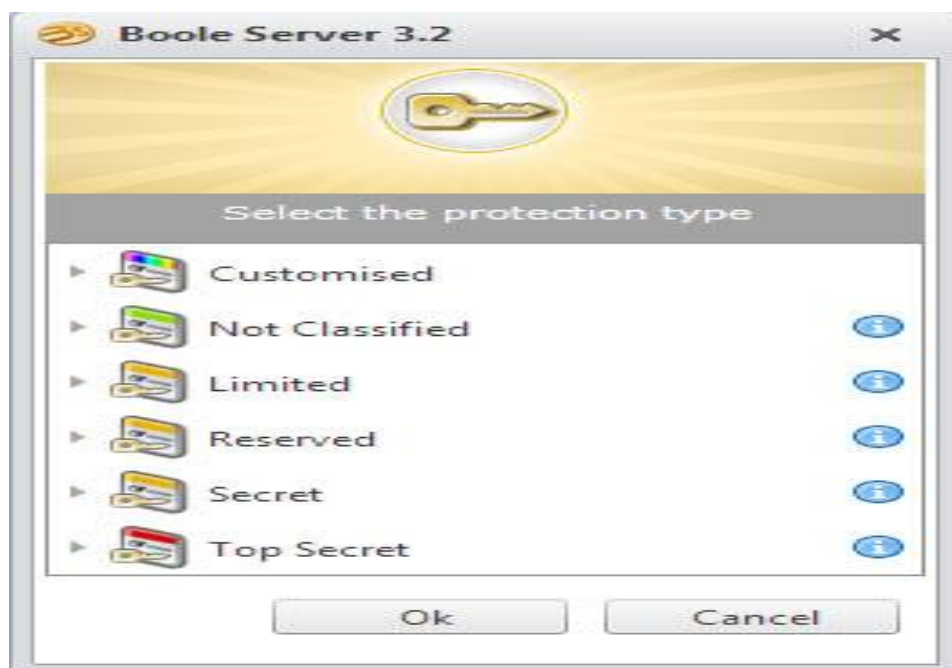 Boole Server 3.2
Select the protection type
Customised
Not Classified
Limited
Reserved
Secret
Top Secret
Ok Cancel